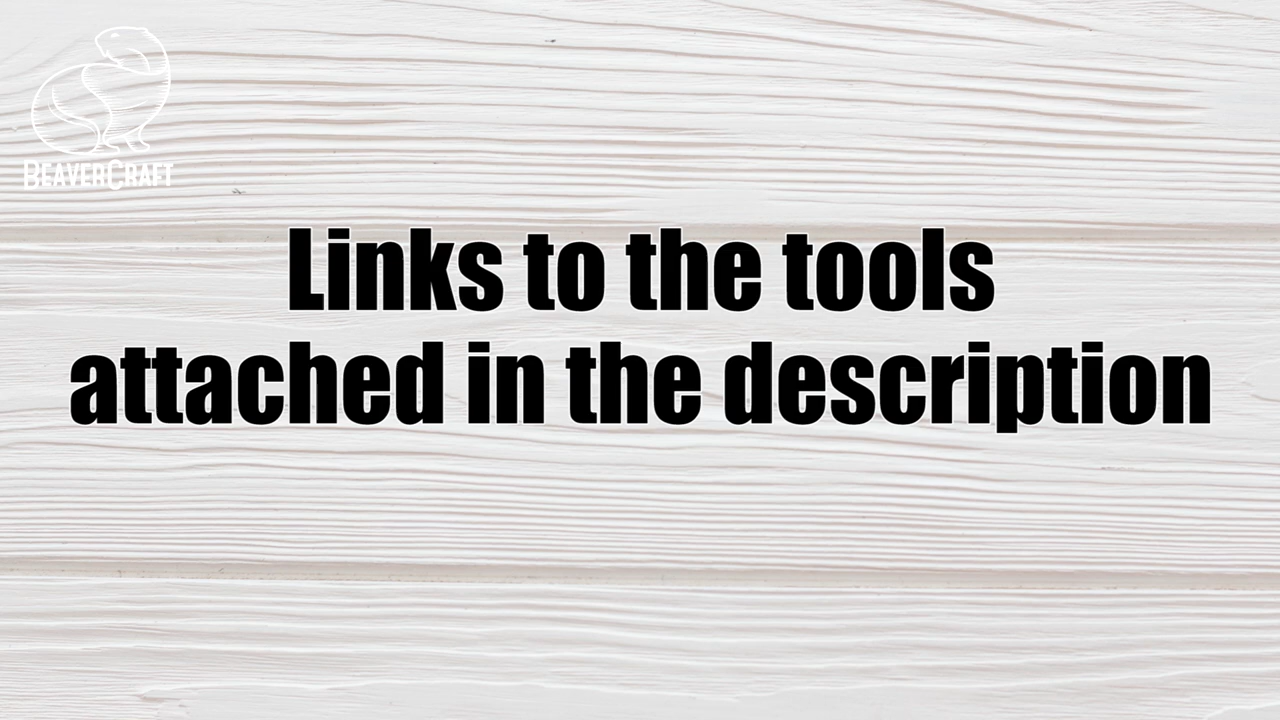 BEAVERCRAFT
Links to the tools
attached in the description